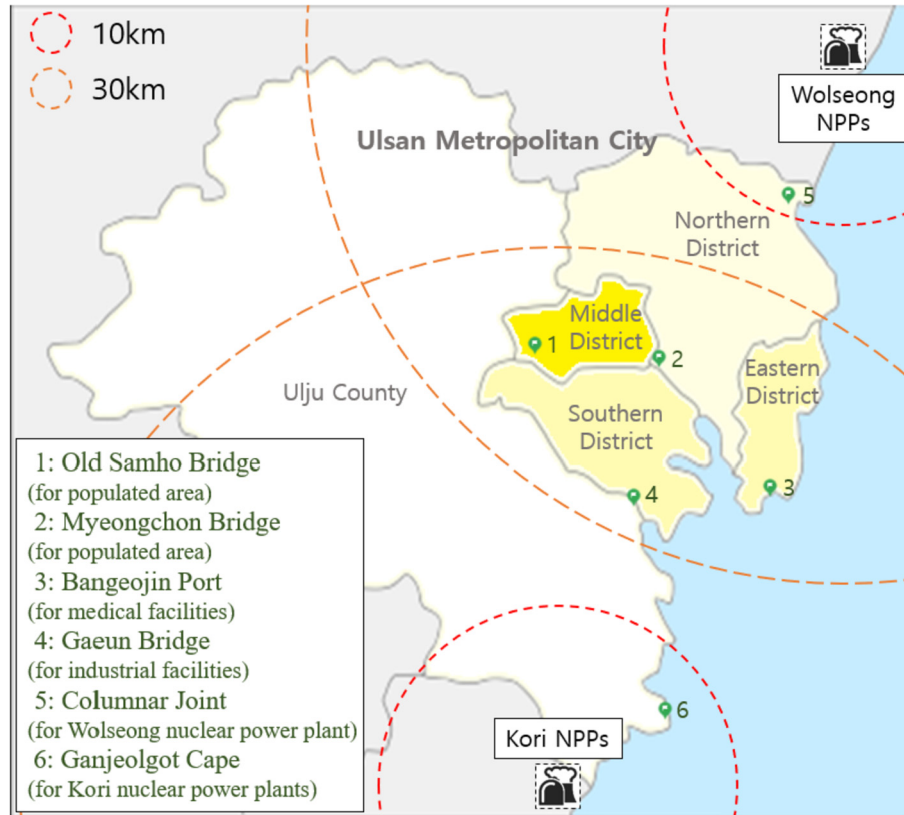 10km
30km
Wolseong
NPPs
Ulsan Metropolitan City
5
Northern
District
Middle
District
1
2
Ulju County
Eastern
District
Southern
District
3
4
1: Old Samho Bridge
(for populated area)
2: Myeongchon Bridge
(for populated area)
3: Bangeojin Port
(for medical facilities)
4: Gaeun Bridge
(for industrial facilities)
5: Columnar Joint
(for Wolseong nuclear power plant)
6: Ganjeolgot Cape
(for Kori nuclear power plants)
6
Kori NPPs